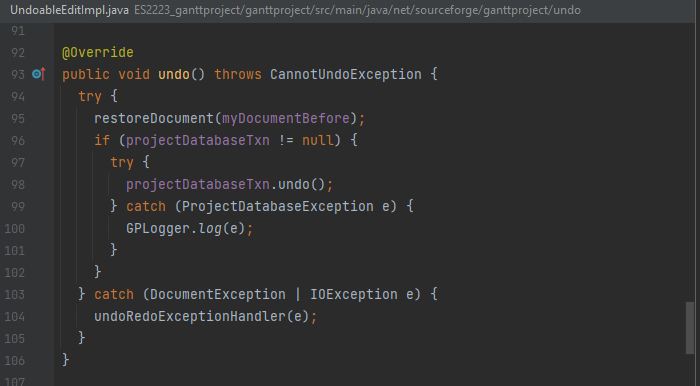 UndoableEditImpl.java ES2223_ganttproject/ganttproject/src/main/java/net/sourceforge/ganttproject/undo
91
92 @Override
93 public void undo() throws CannotUndoException {
94 try {
95 restoreDocument(myDocumentBefore);
96 if (projectDatabaseTxn != null) {
97 try {
98 projectDatabaseTxn.undo();
99 } catch (ProjectDatabaseException e) {
100 GPLogger.log(e);
101 }
102 }
103 } catch (DocumentException | IOException e) {
104 undoRedoExceptionHandler(e);
105 }
106 }
107